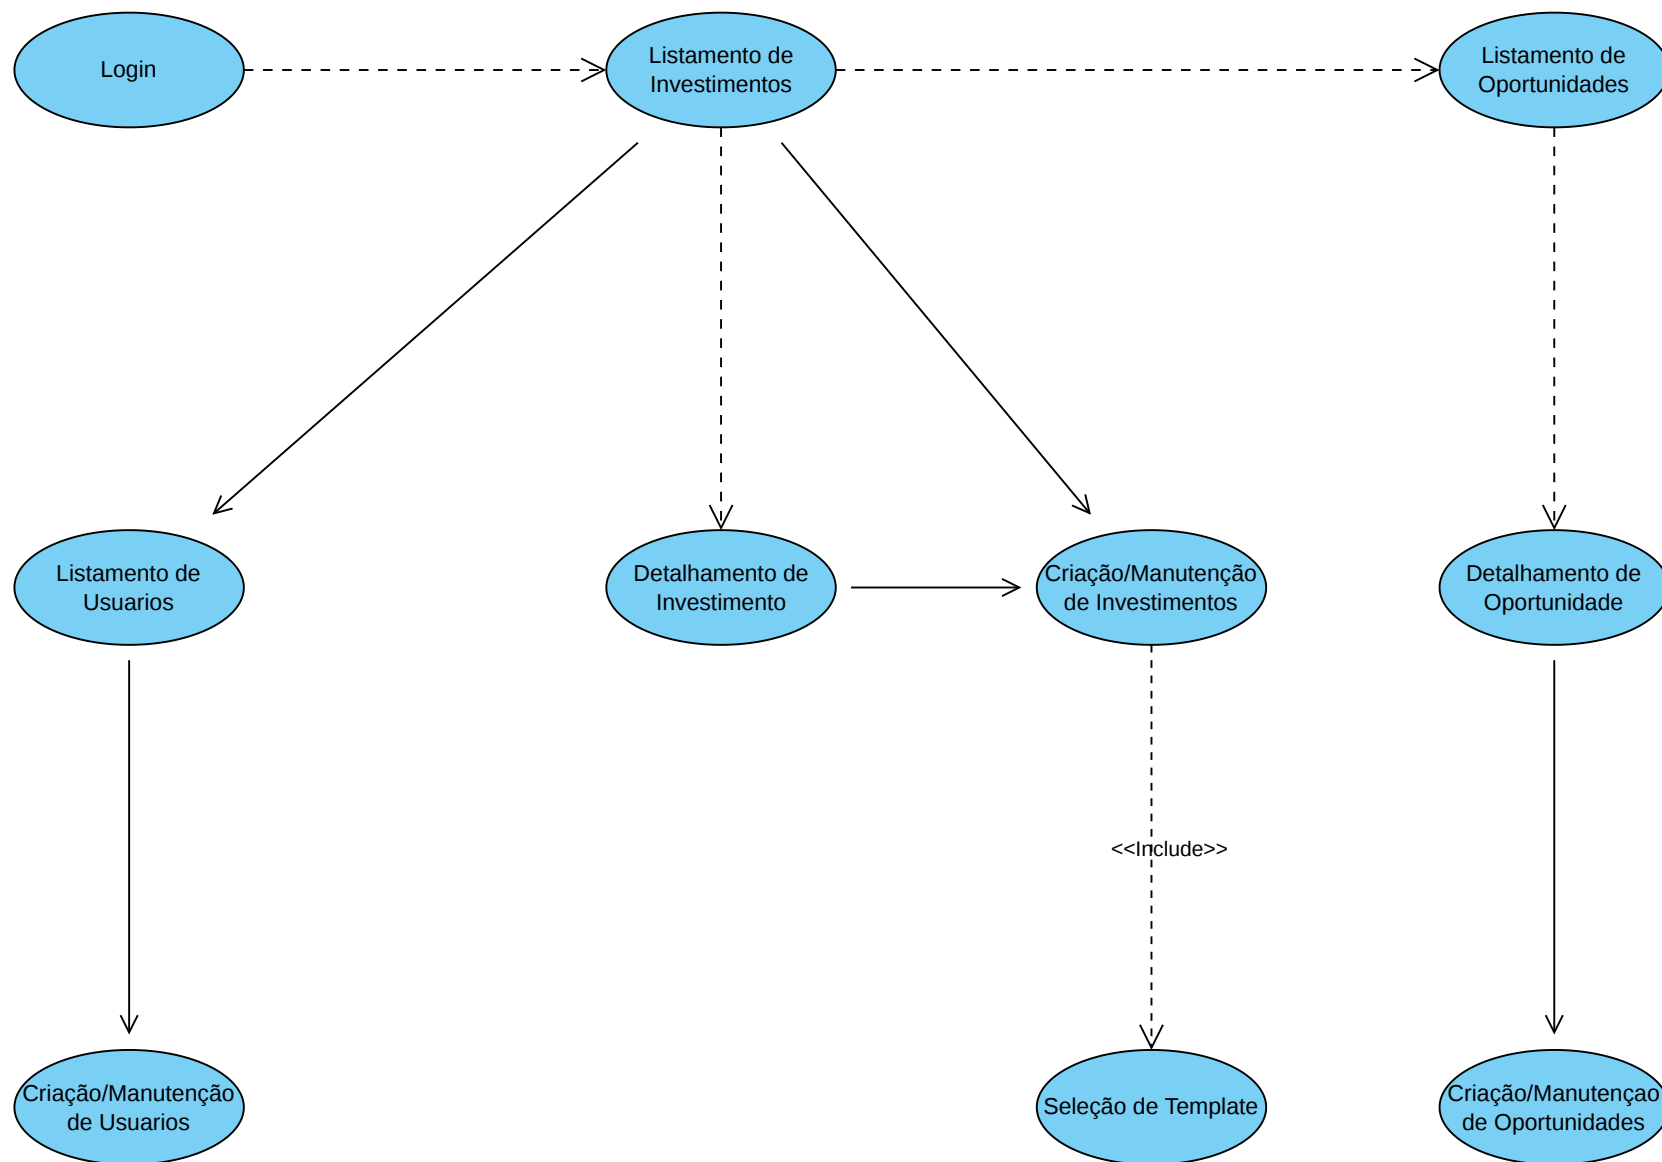 Login
Listamento de
Investimentos
Listamento de
Oportunidades
Listamento de
Usuarios
Detalhamento de
Investimento
Criação/Manutenção
de Investimentos
Detalhamento de
Oportunidade
<<Include>>
Criação/Manutenção
de Usuarios
Seleção de Template
Criação/Manutençao
de Oportunidades